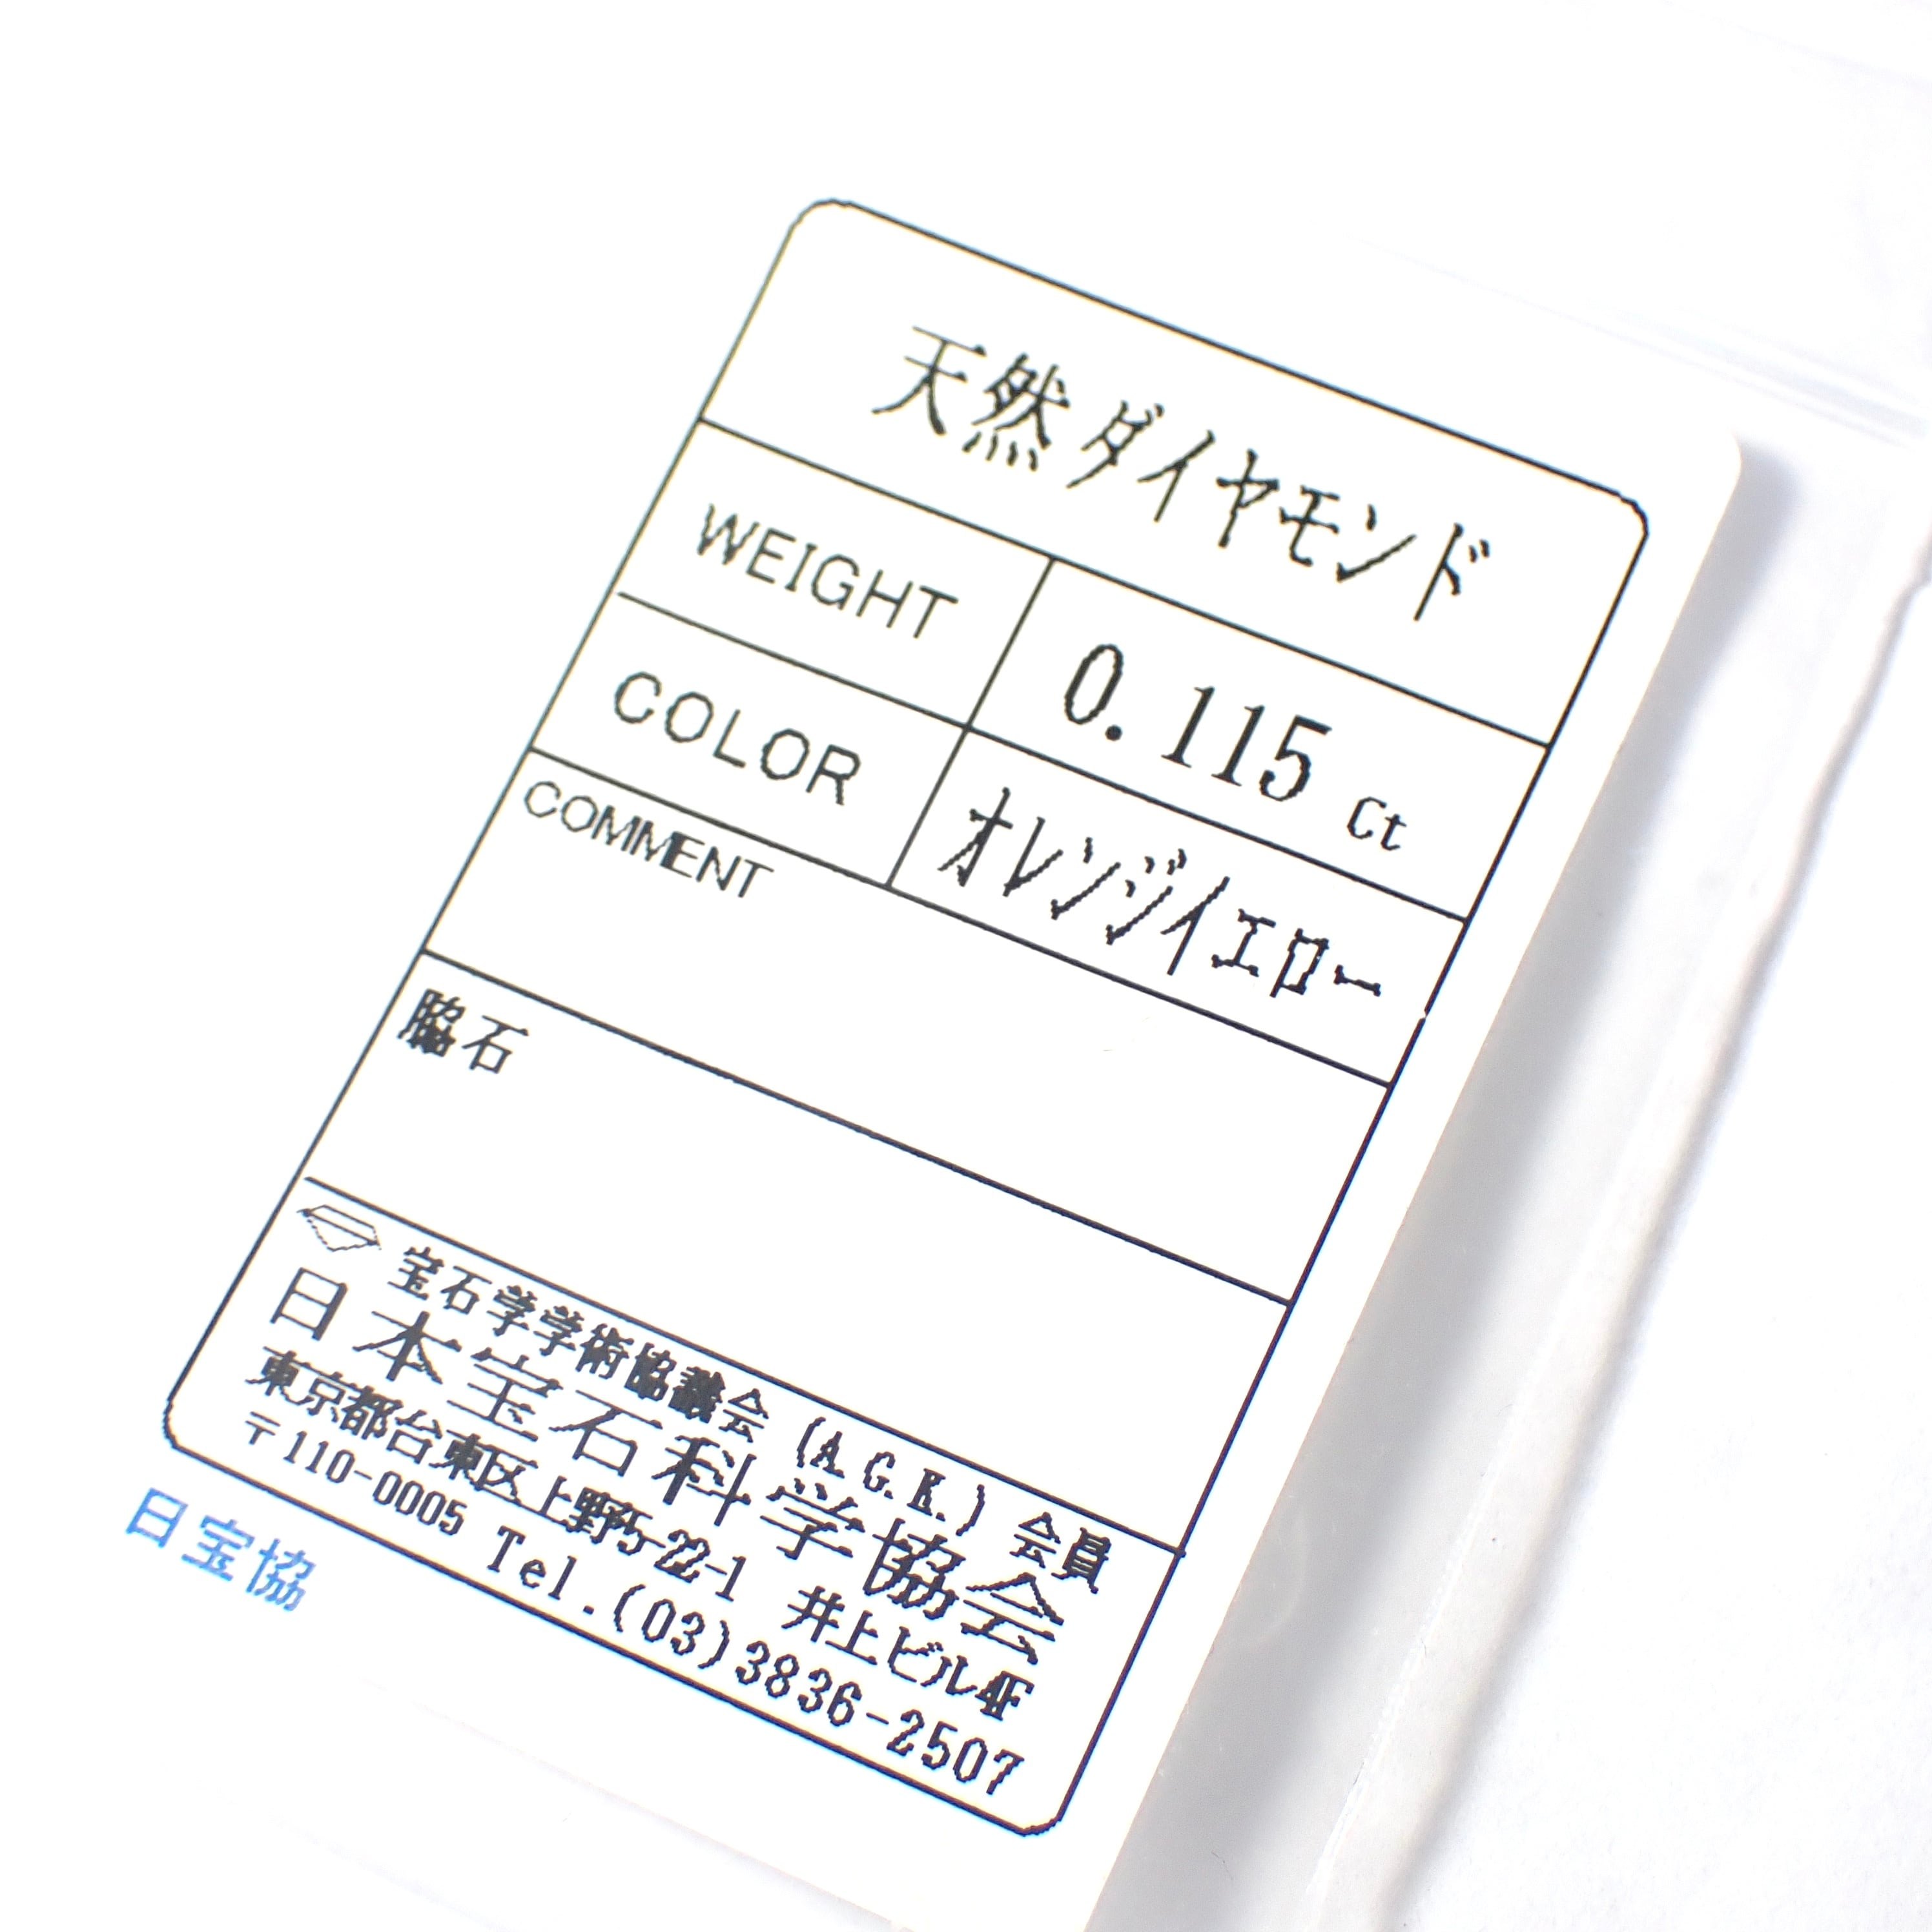 天然ダイヤモンド
WEIGHT 0.115 ct
COLOR オレンジイエロー
COMMENT
脇石
宝石学学術協議会 (A.G.K.) 会員
日本宝石科学協会
東京都台東区上野5-22-1 井上ビル4F
〒110-0005 Tel.(03)3836-2507
日宝協